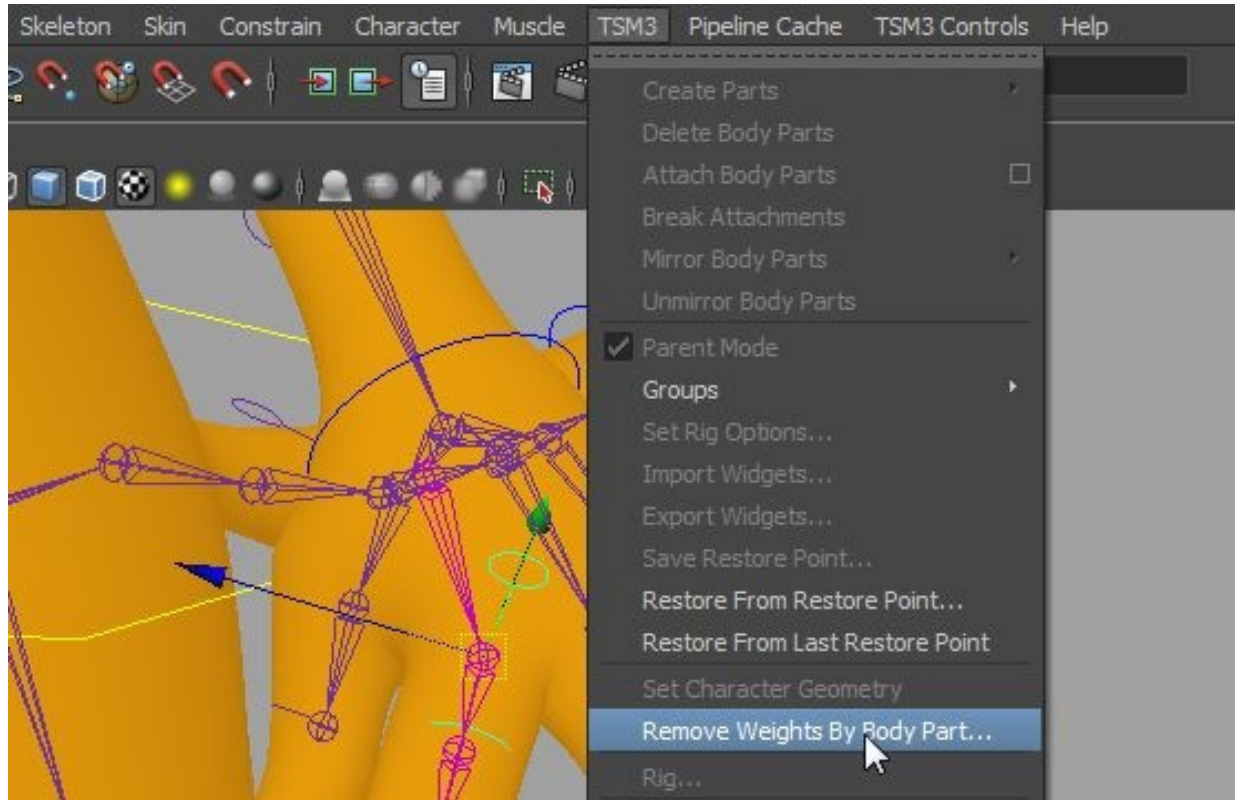 Skeleton Skin Constrain Character Muscle TSM3 Pipeline Cache TSM3 Controls Help
Create Parts
Delete Body Parts
Attach Body Parts
Break Attachments
Mirror Body Parts
Unmirror Body Parts
Parent Mode
Groups
Set Rig Options...
Import Widgets...
Export Widgets...
Save Restore Point...
Restore From Restore Point...
Restore From Last Restore Point
Set Character Geometry
Remove Weights By Body Part...
Rig...